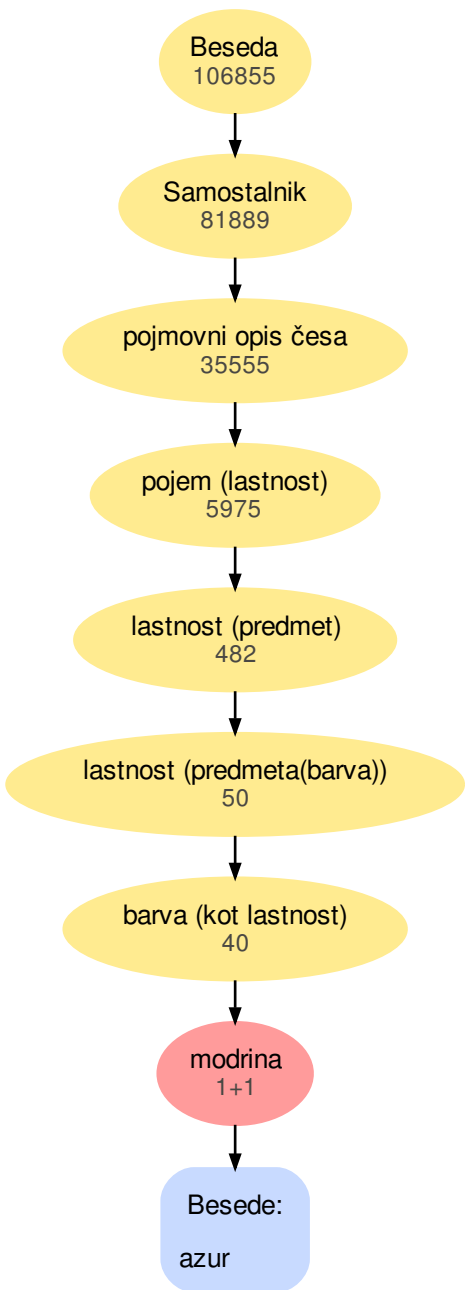 Beseda
106855
Samostalnik
81889
pojmovni opis česa
35555
pojem (lastnost)
5975
lastnost (predmet)
482
lastnost (predmeta(barva))
50
barva (kot lastnost)
40
modrina
1+1
Besede:
azur